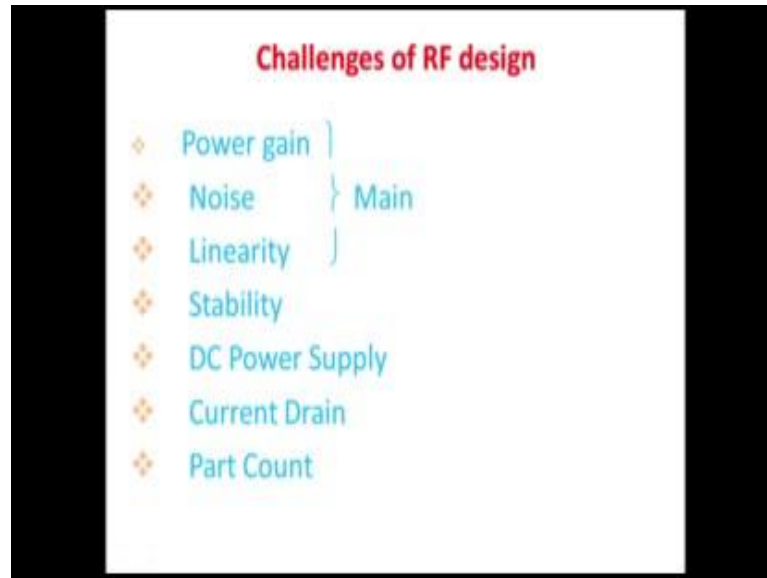 Challenges of RF design
Power gain
Noise Main
Linearity
Stability
DC Power Supply
Current Drain
Part Count